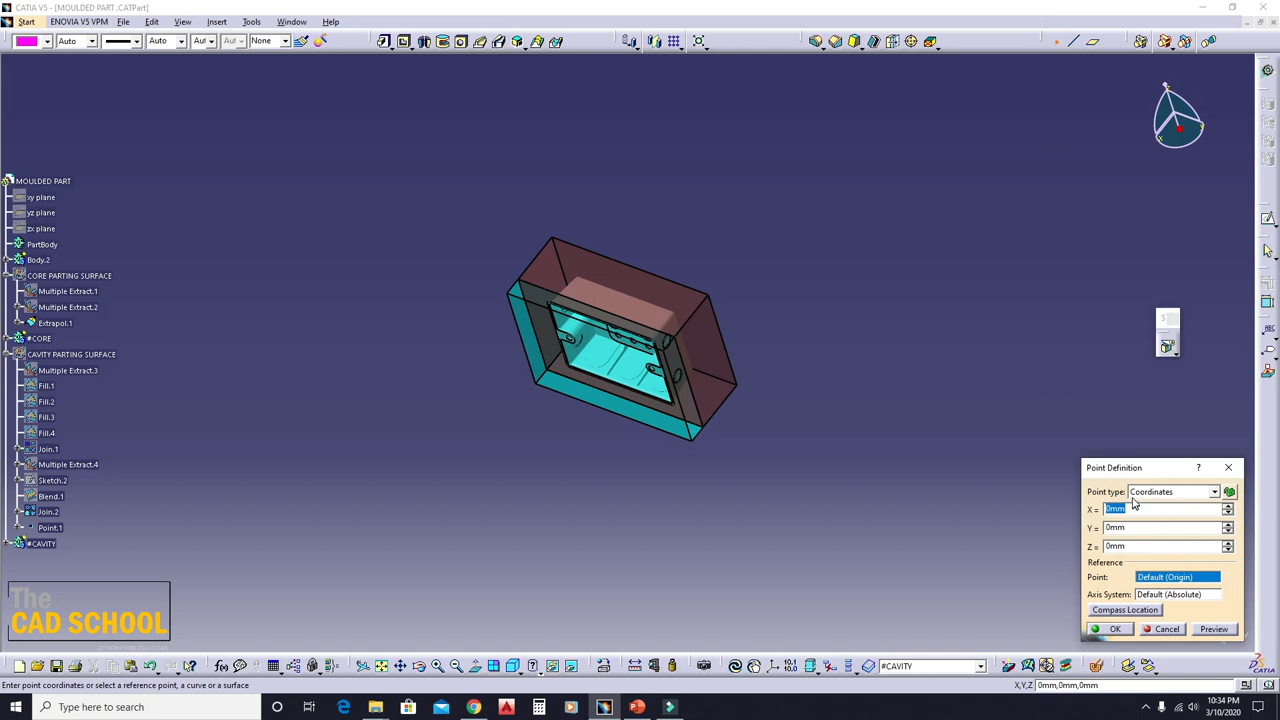 CATIA V5 - [MOULDED PART .CATPart]
Start ENOVIA V5 VPM File Edit View Insert Tools Window Help
Auto Auto Aut Aut None
MOULDED PART
xy plane
yz plane
zx plane
PartBody
Body.2
CORE PARTING SURFACE
Multiple Extract.1
Multiple Extract.2
Extrapol.1
#CORE
CAVITY PARTING SURFACE
Multiple Extract.3
Fill.1
Fill.2
Fill.3
Fill.4
Join.1
Multiple Extract.4
Sketch.2
Blend.1
Join.2
Point.1
#CAVITY
The
CAD SCHOOL
z
y
x
S
Point Definition ?
Point type: Coordinates
X = 0mm
Y = 0mm
Z = 0mm
Reference
Point: Default (Origin)
Axis System: Default (Absolute)
Compass Location
OK Cancel Preview
#CAVITY
Enter point coordinates or select a reference point, a curve or a surface X,Y,Z 0mm,0mm,0mm
CATIA
Type here to search
10:34 PM
3/10/2020